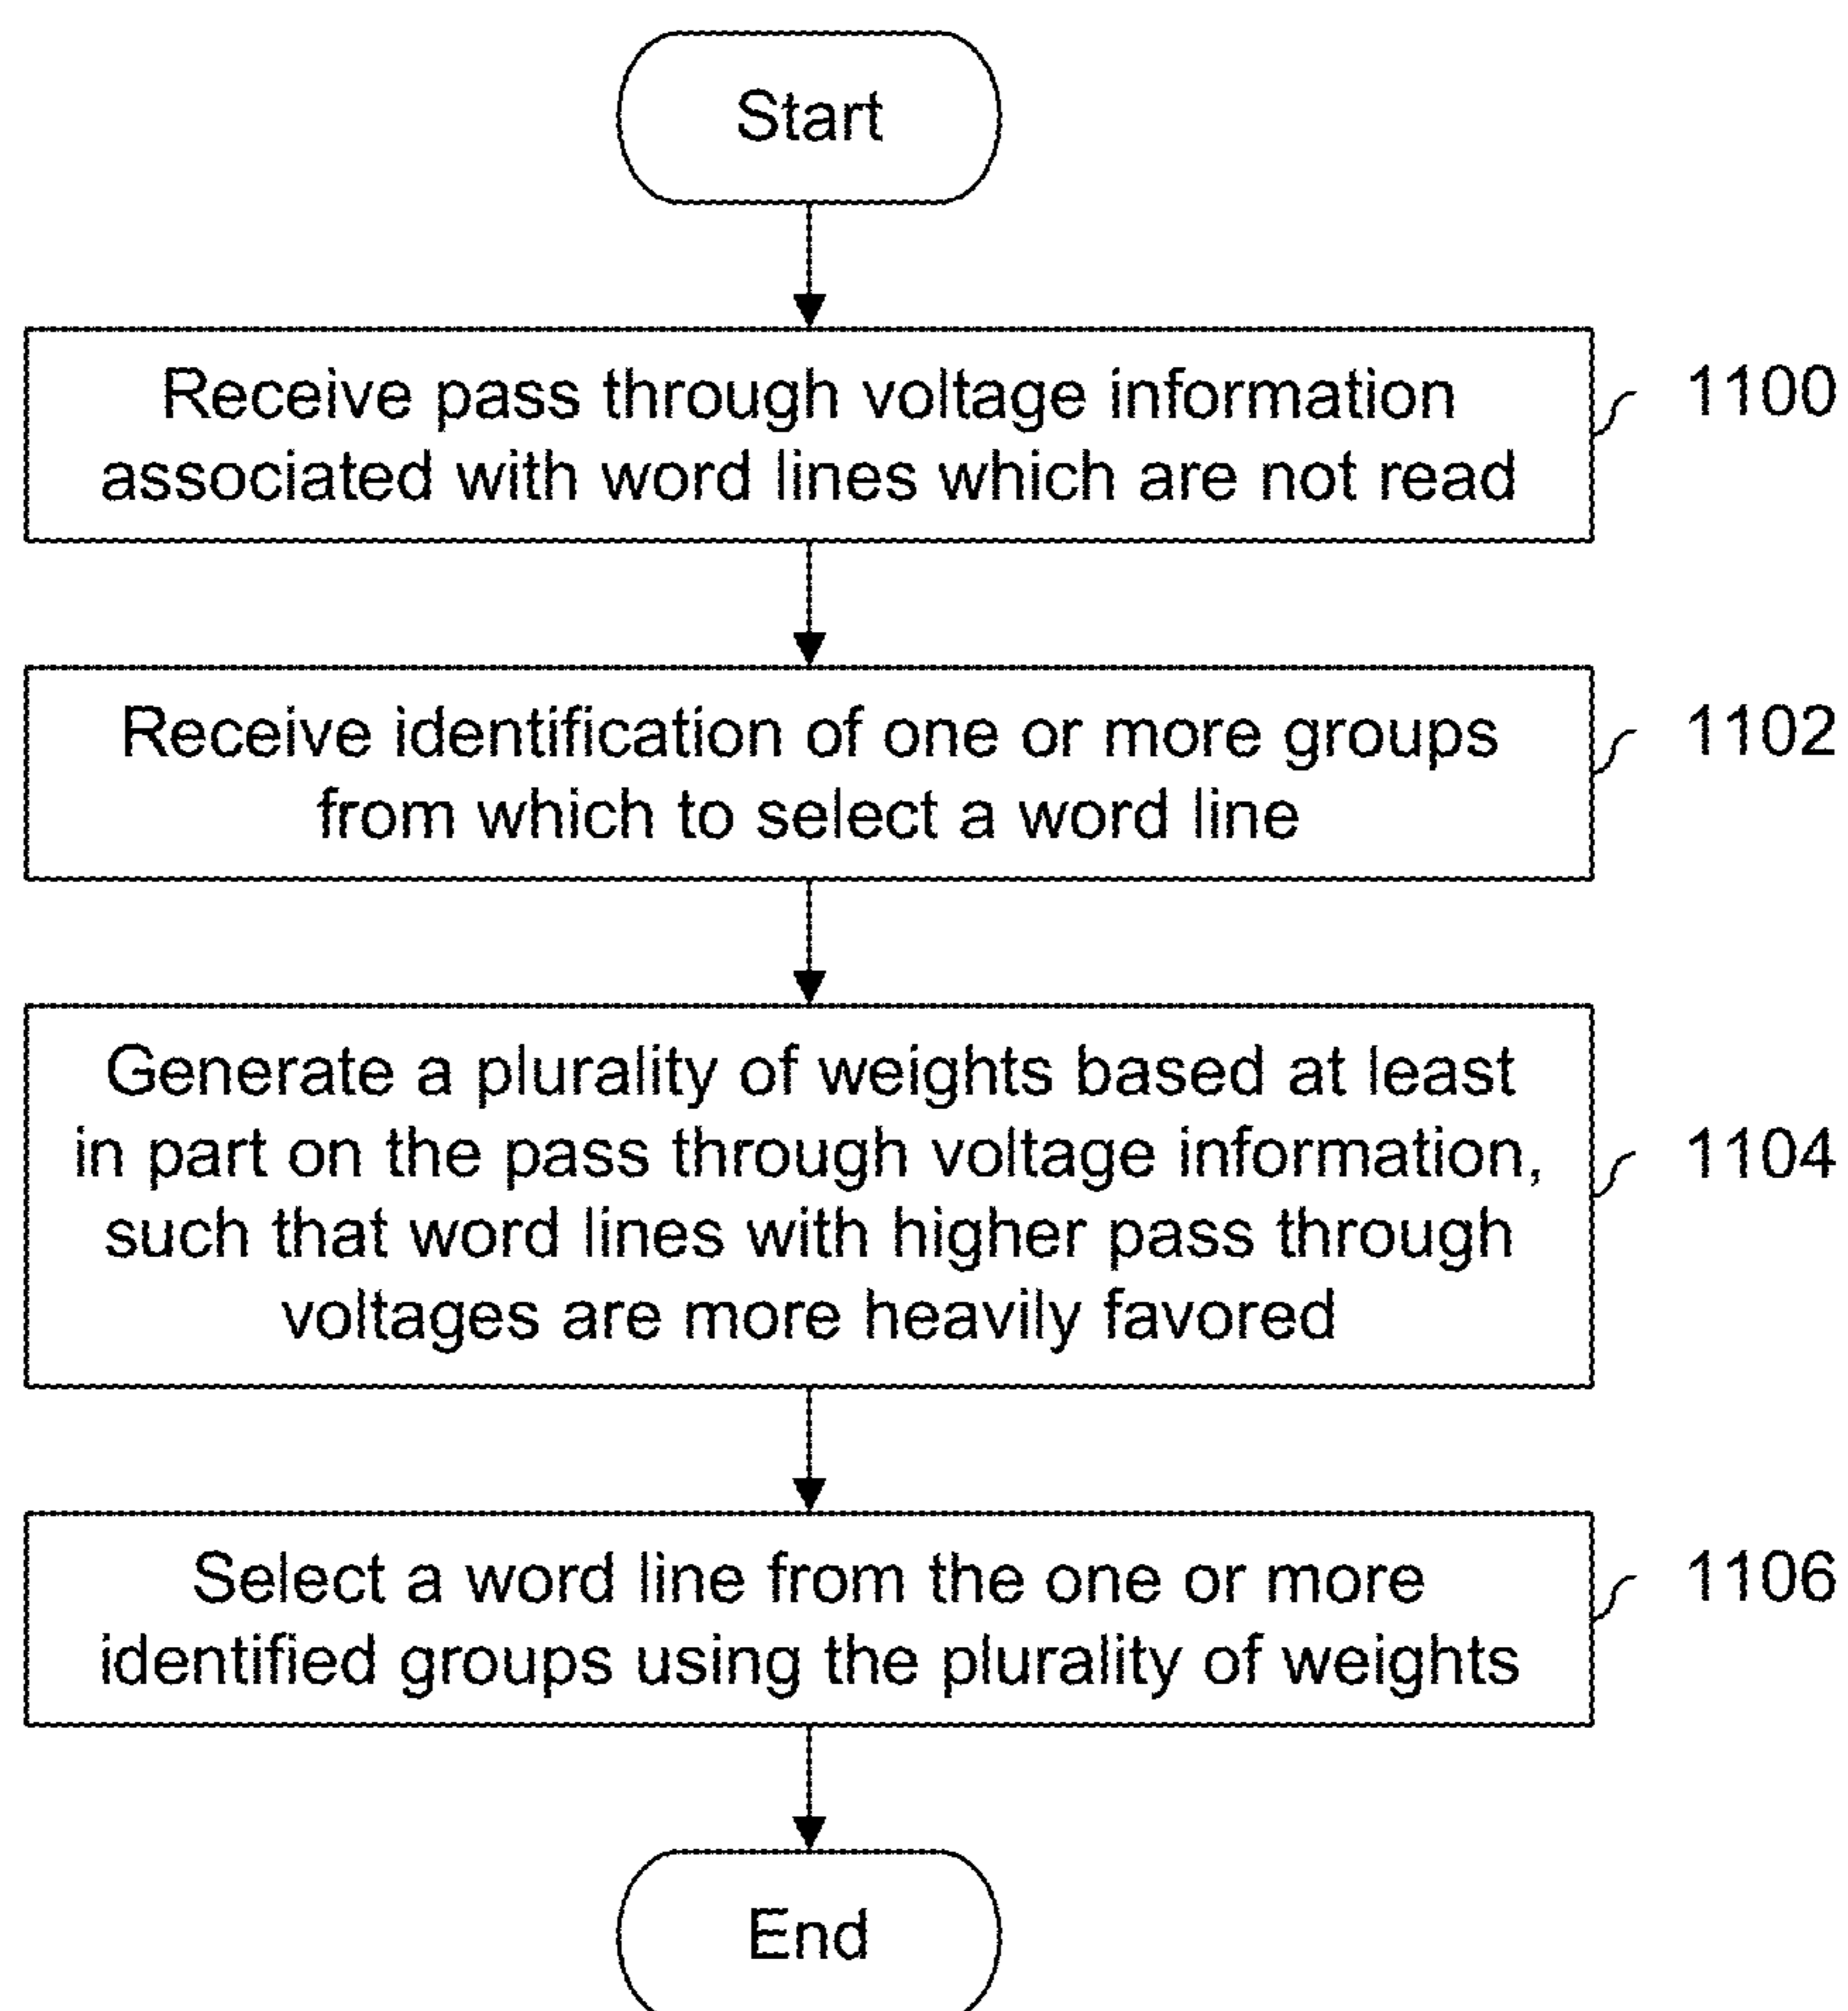 Start
Receive pass through voltage information
associated with word lines which are not read
1100
Receive identification of one or more groups
from which to select a word line
1102
Generate a plurality of weights based at least
in part on the pass through voltage information,
such that word lines with higher pass through
voltages are more heavily favored
1104
Select a word line from the one or more
identified groups using the plurality of weights
1106
End